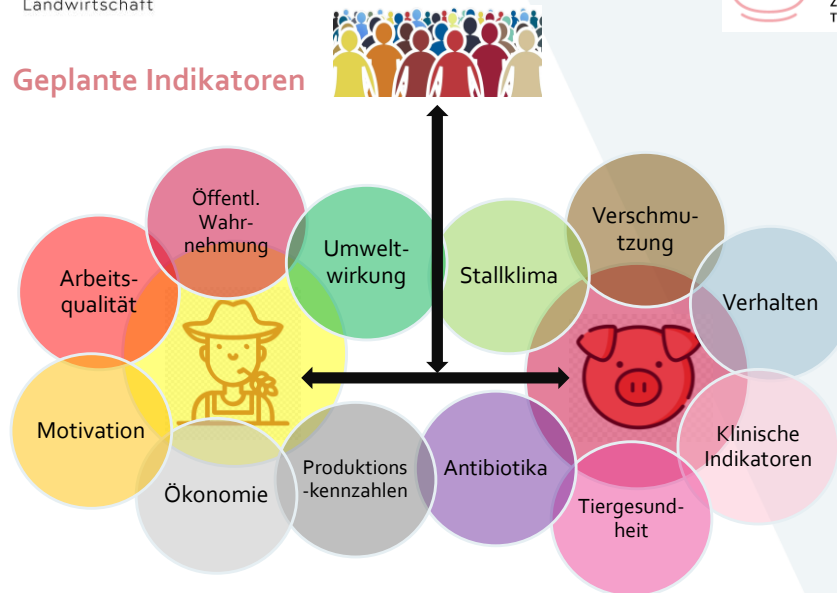 Landwirtschaft
Geplante Indikatoren
Öffentl.
Wahr-
nehmung
Umwelt-
wirkung
Arbeits-
qualität
Motivation
Ökonomie
Produktions
-kennzahlen
Stallklima
Verschmu-
tzung
Verhalten
Klinische
Indikatoren
Tiergesund-
heit
Antibiotika